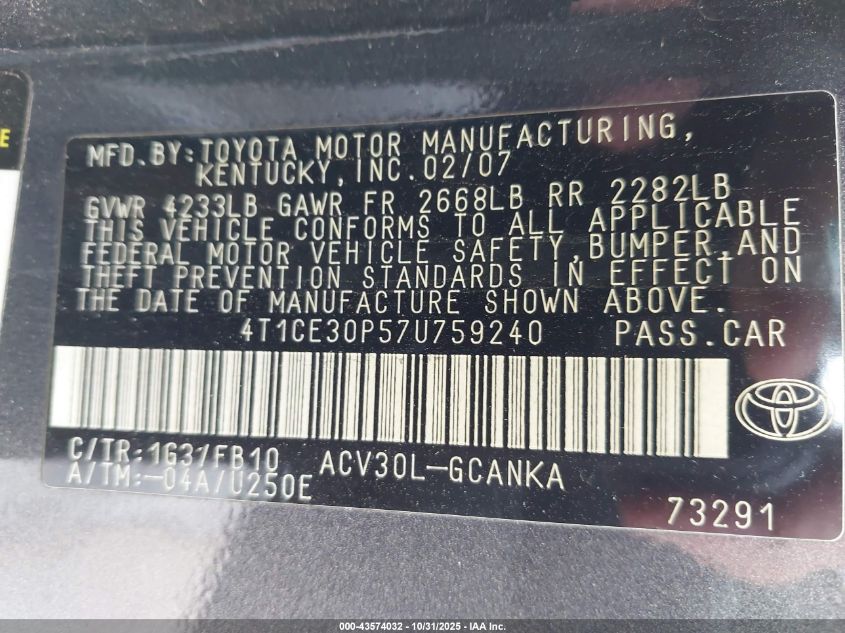 E
MFD.BY:TOYOTA MOTOR MANUFACTURING,
KENTUCKY,INC.02/07
GVWR 4233LB GAWR FR 2668LB RR 2282LB
THIS VEHICLE CONFORMS TO ALL APPLICABLE
FEDERAL MOTOR VEHICLE SAFETY,BUMPER,AND
THEFT PREVENTION STANDARDS IN EFFECT ON
THE DATE OF MANUFACTURE SHOWN ABOVE.
4T1CE30P57U759240 PASS.CAR
C/TR:1G31/FB10 ACV30L-GCANKA
A/TM:-04A/U250E
73291
000-43574032 - 10/31/2025 - IAA Inc.